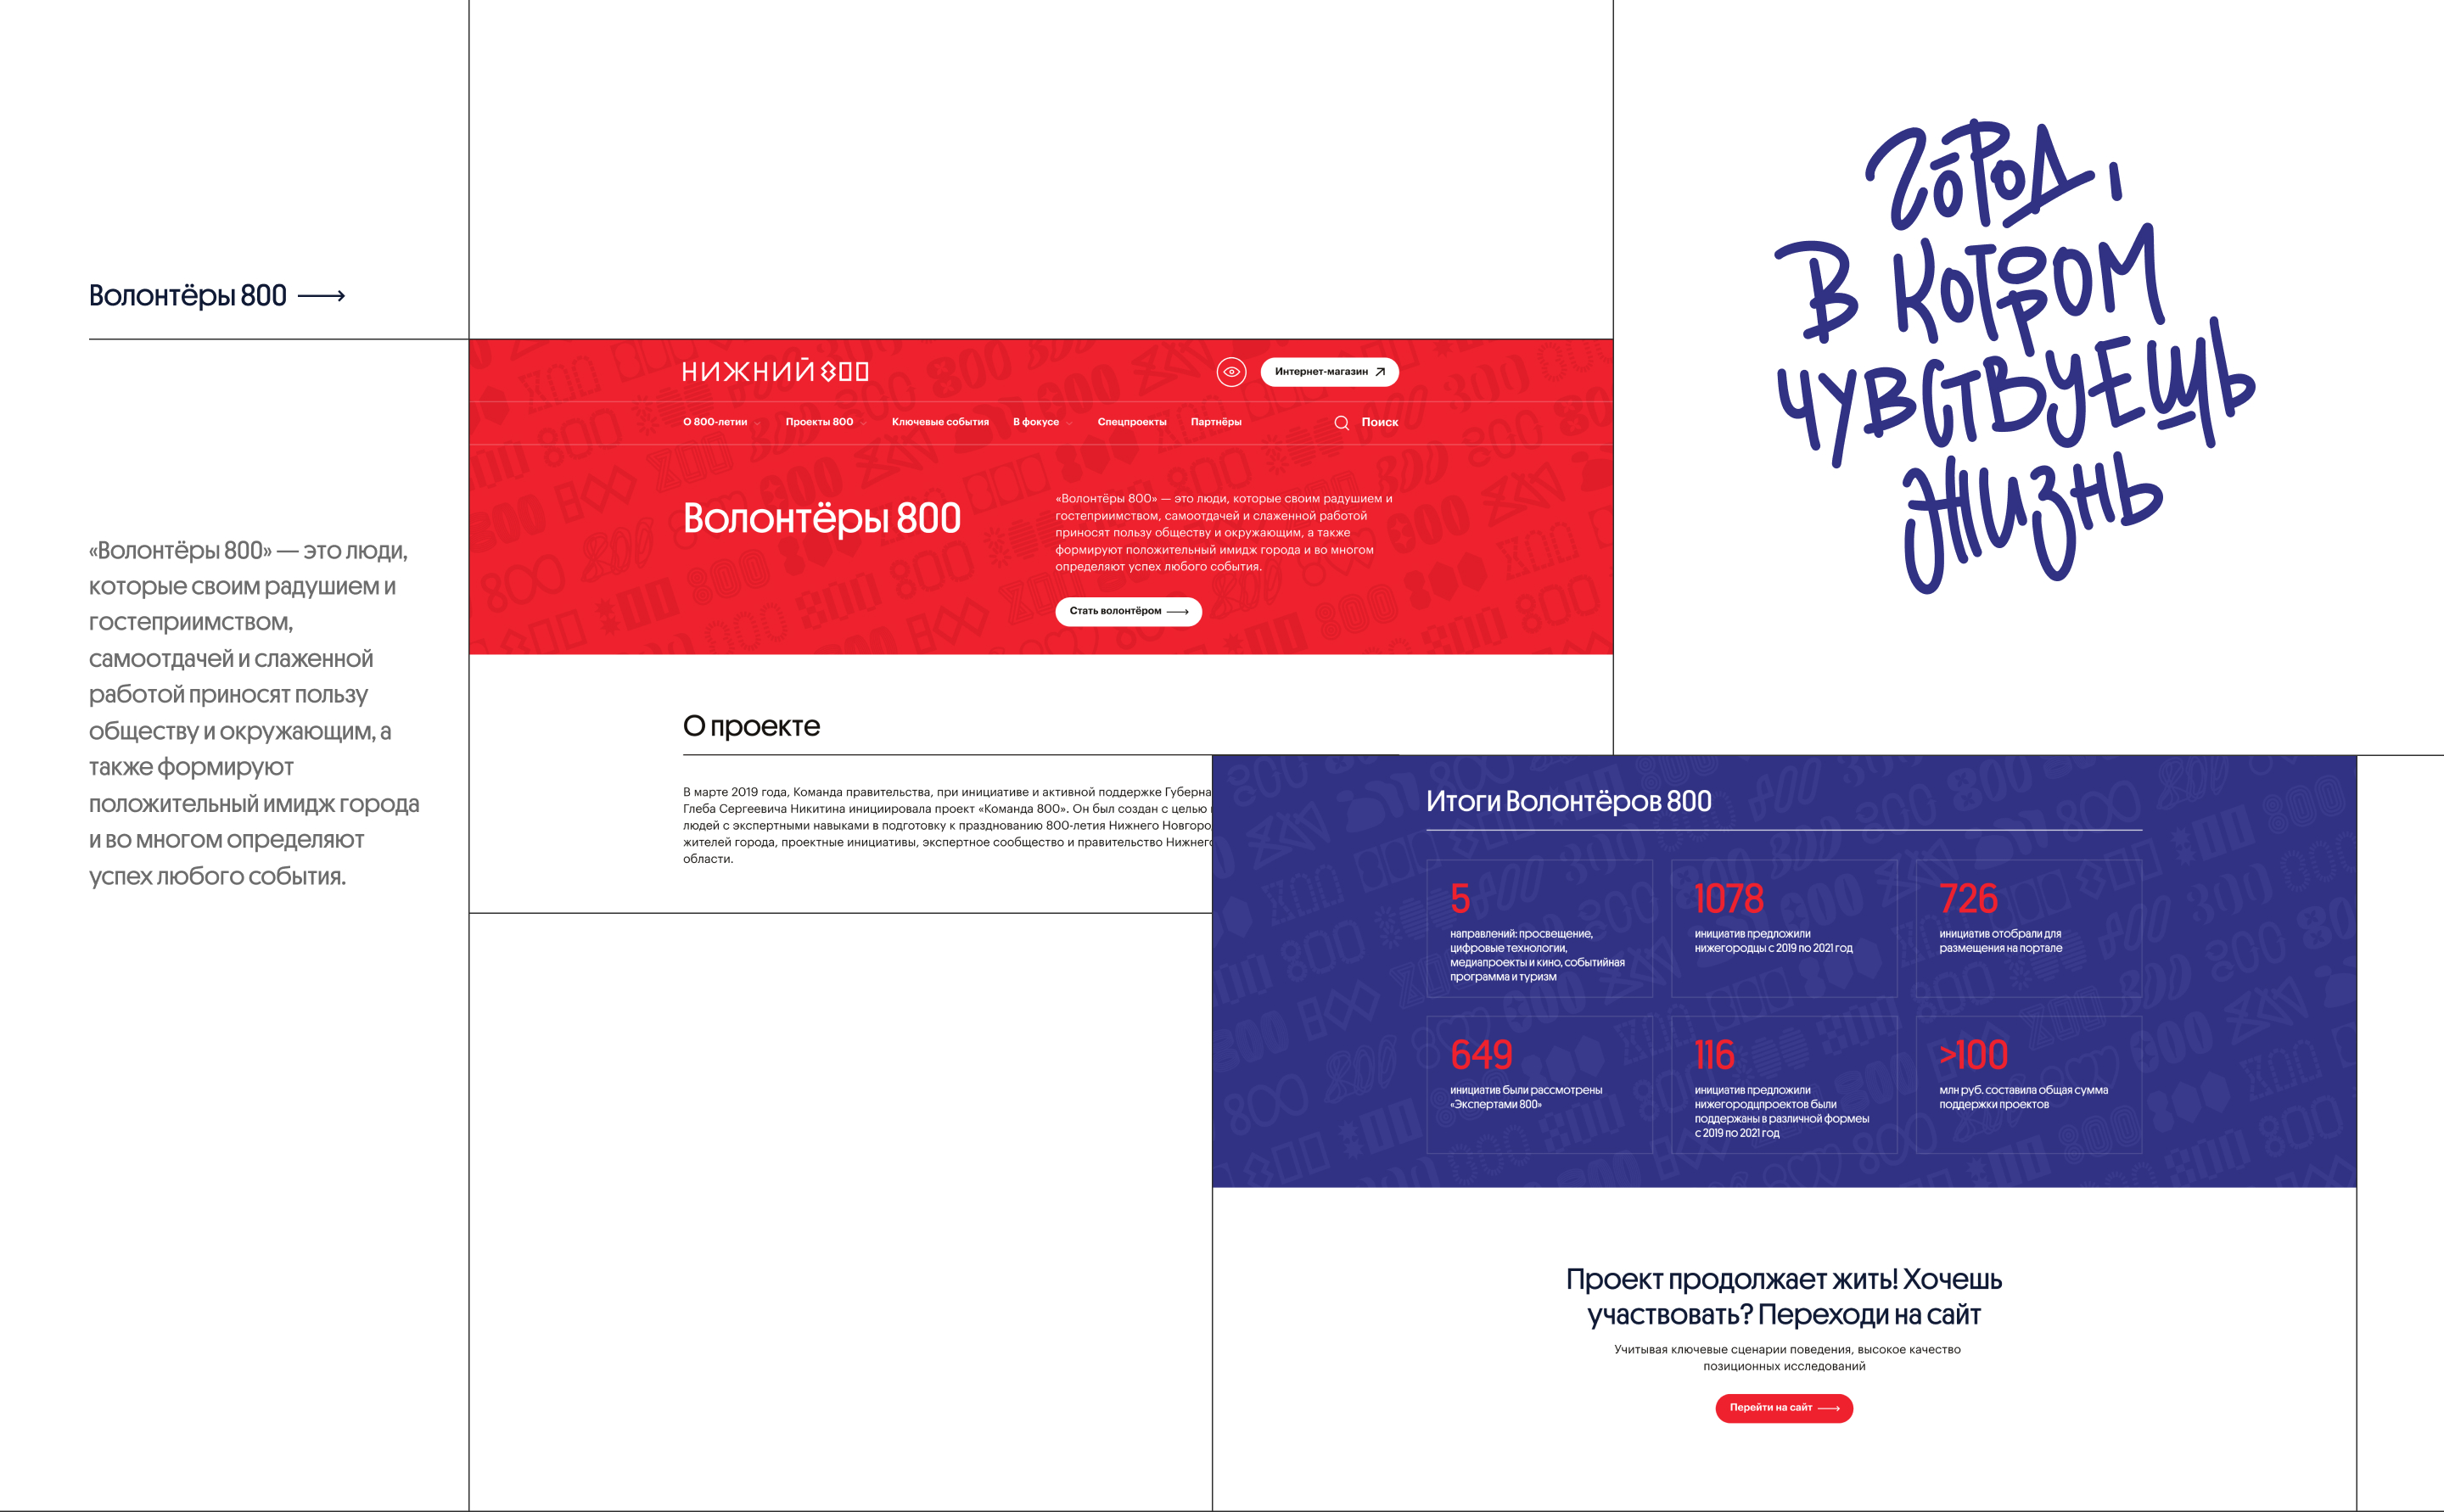 Волонтёры 800
«Волонтёры 800» — это люди,
которые своим радушием и
гостеприимством,
самоотдачей и слаженной
работой приносят пользу
обществу и окружающим, а
также формируют
положительный имидж города
и во многом определяют
успех любого события.
НИЖНИЙ 800
Интернет-магазин
О 800-летии
Проекты 800
Ключевые события
В фокусе
Спецпроекты
Партнёры
Поиск
Волонтёры 800
«Волонтёры 800» — это люди, которые своим радушием и
гостеприимством, самоотдачей и слаженной работой
приносят пользу обществу и окружающим, а также
формируют положительный имидж города и во многом
определяют успех любого события.
Стать волонтёром
О проекте
В марте 2019 года, Команда правительства, при инициативе и активной поддержке Губерна
Глеба Сергеевича Никитина инициировала проект «Команда 800». Он был создан с целью
людей с экспертными навыками в подготовку к празднованию 800-летия Нижнего Новгоро
жителей города, проектные инициативы, экспертное сообщество и правительство Нижего
области.
Город,
в котором
чувствуещь
жизнь
Итоги Волонтёров 800
5
направлений: просвещение,
цифровые технологии,
медиапроекты и кино, событийная
программа и туризм
1078
инициатив предложили
нижегородцы с 2019 по 2021 год
726
инициатив отобрали для
размещения на портале
649
инициатив были рассмотрены
«Экспертами 800»
116
инициатив предложили
нижегородцпроектов были
поддержаны в различной формеы
с 2019 по 2021 год
>100
млн руб. составила общая сумма
поддержки проектов
Проект продолжает жить! Хочешь
участвовать? Переходи на сайт
Учитывая ключевые сценарии поведения, высокое качество
позиционных исследований
Перейти на сайт